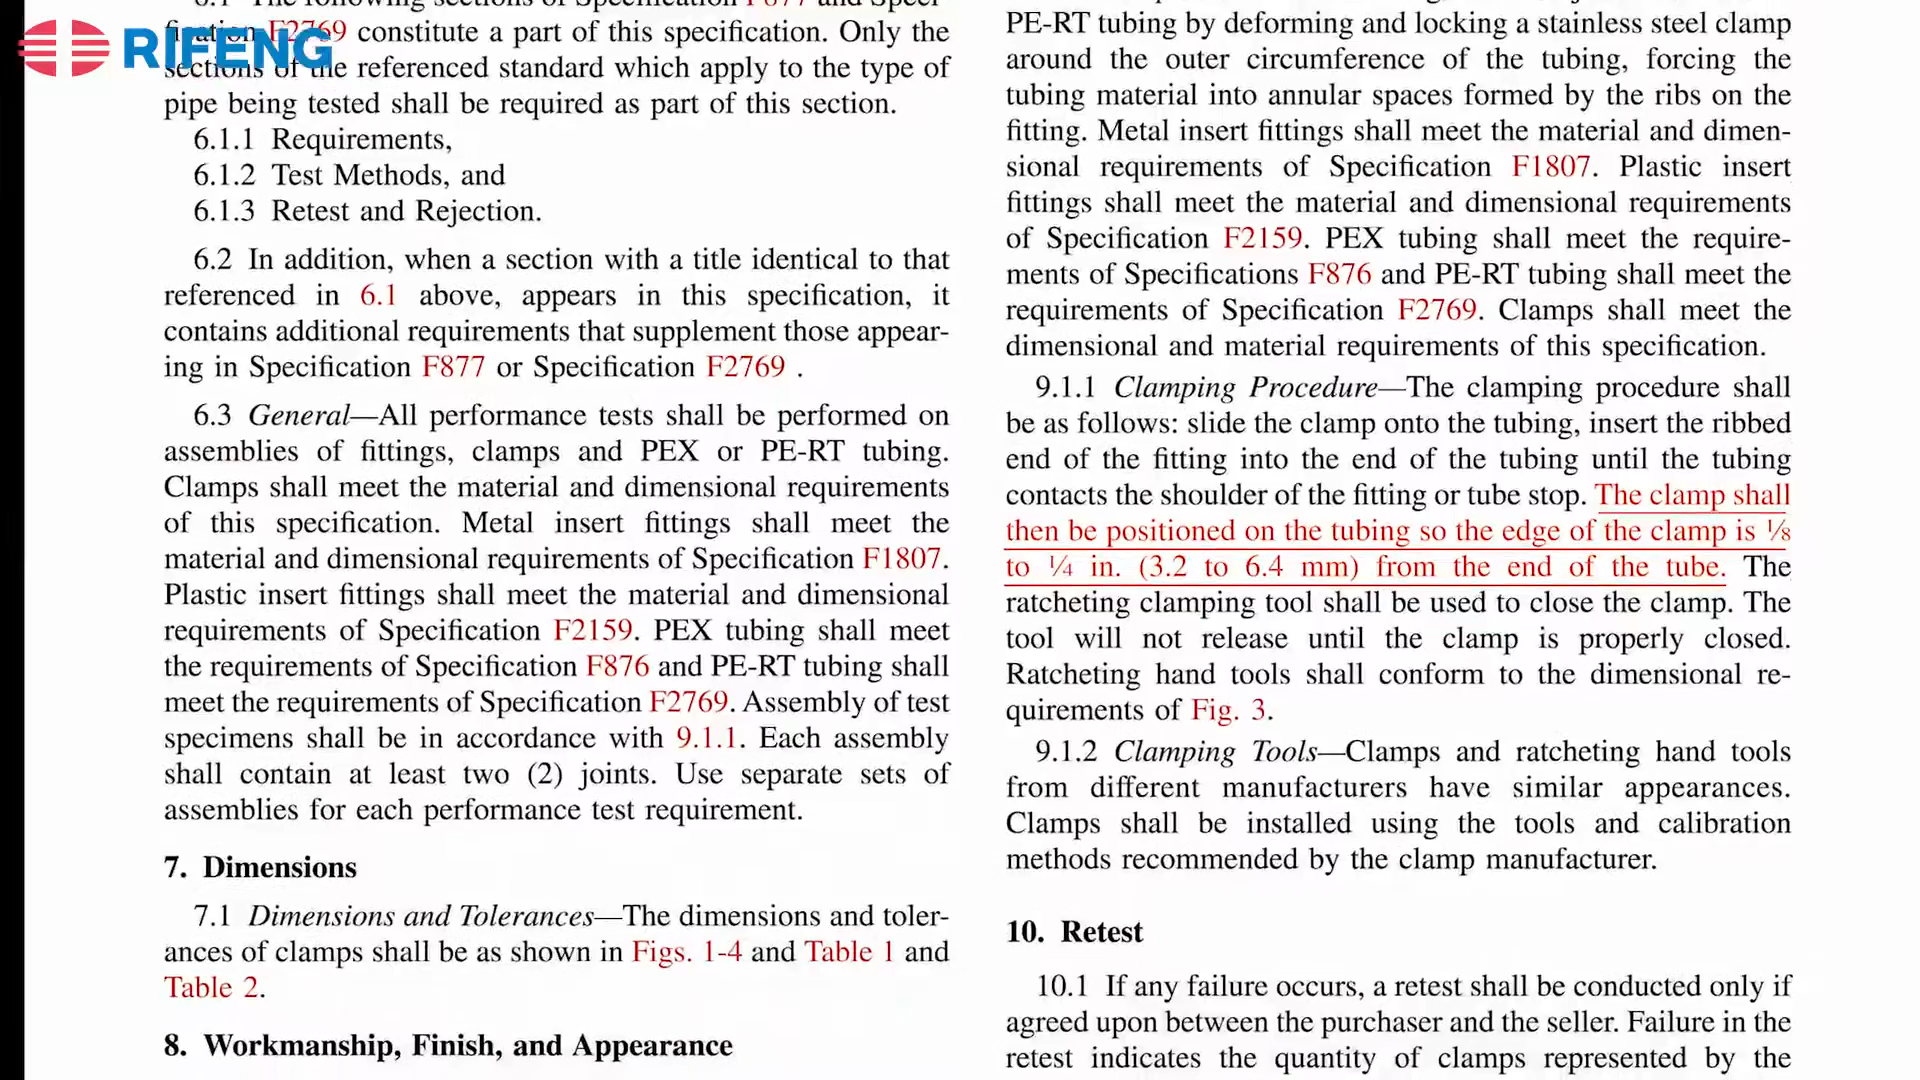 RIFENG
constitute a part of this specification. Only the
sections of the referenced standard which apply to the type of
pipe being tested shall be required as part of this section.
6.1.1 Requirements,
6.1.2 Test Methods, and
6.1.3 Retest and Rejection.
6.2 In addition, when a section with a title identical to that
referenced in 6.1 above, appears in this specification, it
contains additional requirements that supplement those appear-
ing in Specification F877 or Specification F2769 .
6.3 General—All performance tests shall be performed on
assemblies of fittings, clamps and PEX or PE-RT tubing.
Clamps shall meet the material and dimensional requirements
of this specification. Metal insert fittings shall meet the
material and dimensional requirements of Specification F1807.
Plastic insert fittings shall meet the material and dimensional
requirements of Specification F2159. PEX tubing shall meet
the requirements of Specification F876 and PE-RT tubing shall
meet the requirements of Specification F2769. Assembly of test
specimens shall be in accordance with 9.1.1. Each assembly
shall contain at least two (2) joints. Use separate sets of
assemblies for each performance test requirement.
7. Dimensions
7.1 Dimensions and Tolerances—The dimensions and toler-
ances of clamps shall be as shown in Figs. 1-4 and Table 1 and
Table 2.
8. Workmanship, Finish, and Appearance
PE-RT tubing by deforming and locking a stainless steel clamp
around the outer circumference of the tubing, forcing the
tubing material into annular spaces formed by the ribs on the
fitting. Metal insert fittings shall meet the material and dimen-
sional requirements of Specification F1807. Plastic insert
fittings shall meet the material and dimensional requirements
of Specification F2159. PEX tubing shall meet the require-
ments of Specifications F876 and PE-RT tubing shall meet the
requirements of Specification F2769. Clamps shall meet the
dimensional and material requirements of this specification.
9.1.1 Clamping Procedure—The clamping procedure shall
be as follows: slide the clamp onto the tubing, insert the ribbed
end of the fitting into the end of the tubing until the tubing
contacts the shoulder of the fitting or tube stop. The clamp shall
then be positioned on the tubing so the edge of the clamp is 1⁄8
to 1⁄4 in. (3.2 to 6.4 mm) from the end of the tube. The
ratcheting clamping tool shall be used to close the clamp. The
tool will not release until the clamp is properly closed.
Ratcheting hand tools shall conform to the dimensional re-
quirements of Fig. 3.
9.1.2 Clamping Tools—Clamps and ratcheting hand tools
from different manufacturers have similar appearances.
Clamps shall be installed using the tools and calibration
methods recommended by the clamp manufacturer.
10. Retest
10.1 If any failure occurs, a retest shall be conducted only if
agreed upon between the purchaser and the seller. Failure in the
retest indicates the quantity of clamps represented by the